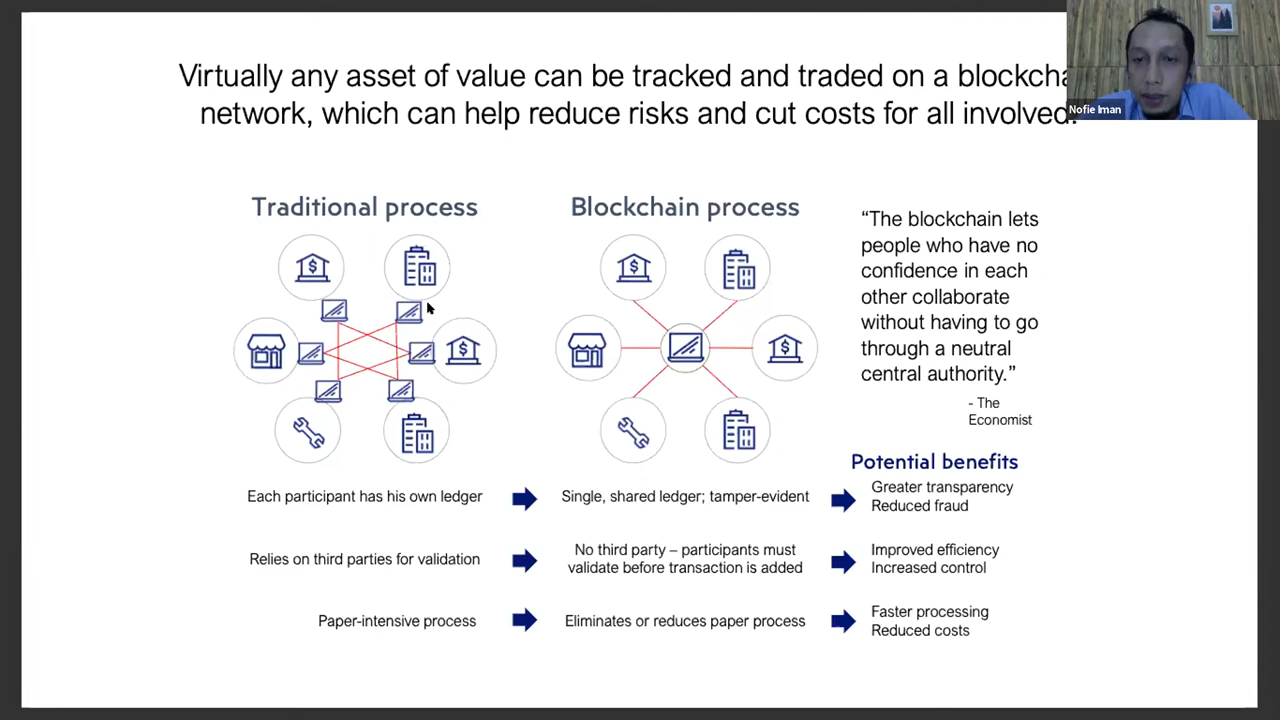 Virtually any asset of value can be tracked and traded on a
network, which can help reduce risks and cut costs for all involved.
Nofie Iman
Traditional process
Blockchain process
“The blockchain lets
people who have no
confidence in each
other collaborate
without having to go
through a neutral
central authority.”
- The
Economist
Potential benefits
Each participant has his own ledger
Single, shared ledger; tamper-evident
Greater transparency
Reduced fraud
Relies on third parties for validation
No third party – participants must
validate before transaction is added
Improved efficiency
Increased control
Paper-intensive process
Eliminates or reduces paper process
Faster processing
Reduced costs